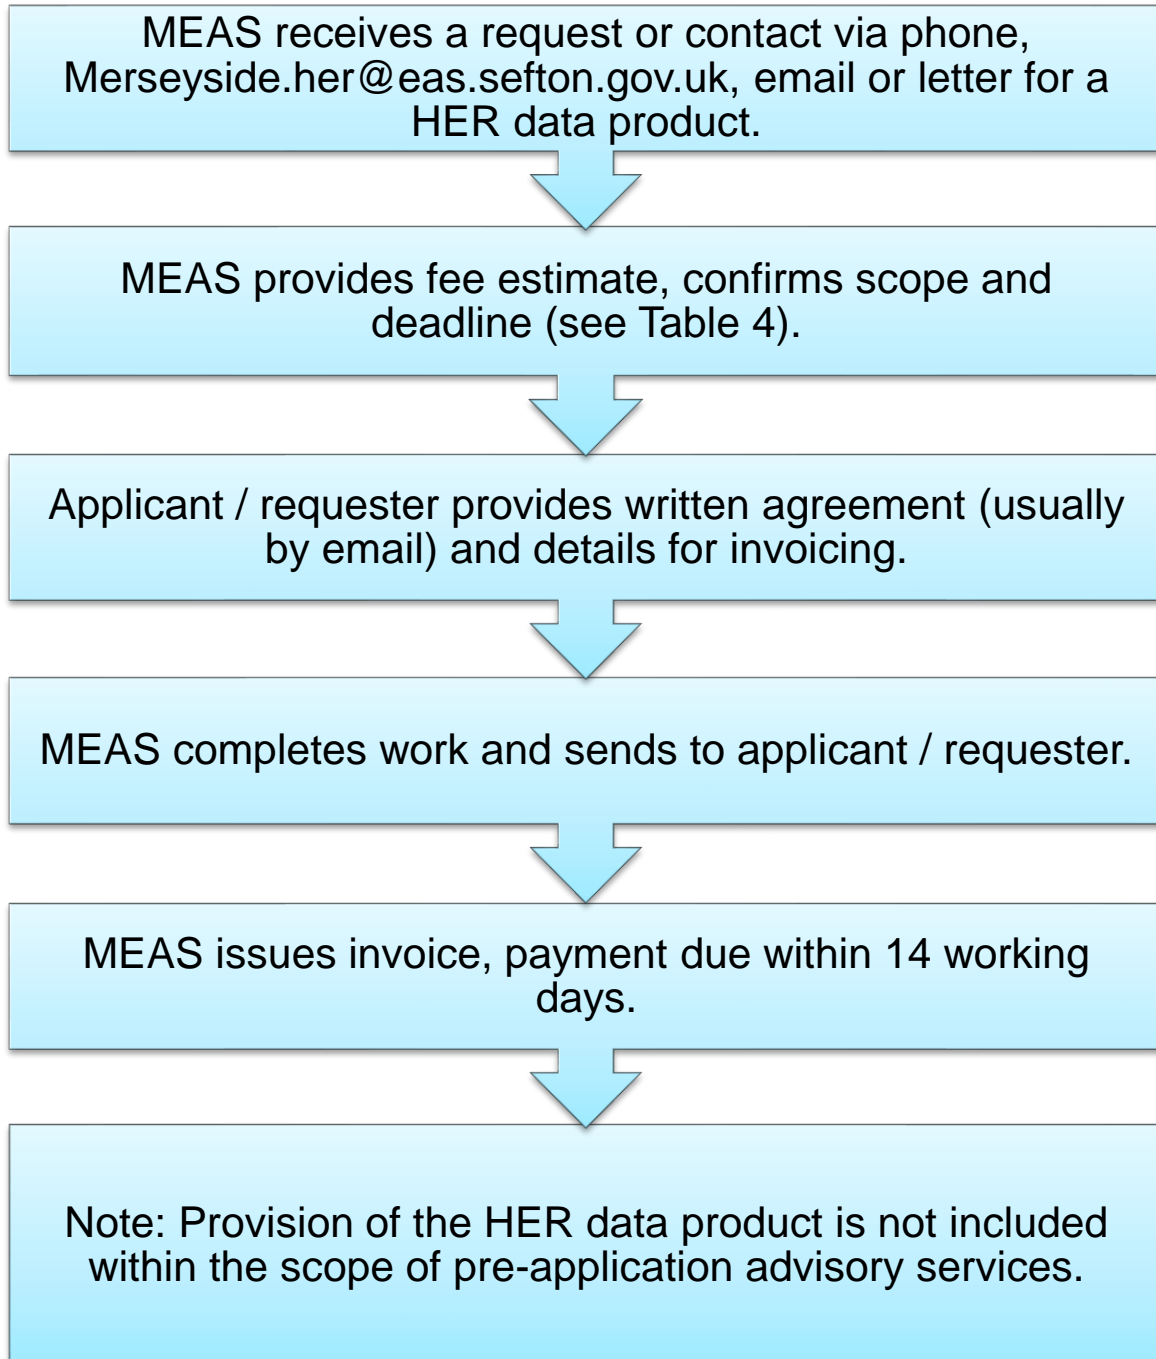 MEAS receives a request or contact via phone,
Merseyside.her@eas.sefton.gov.uk, email or letter for a
HER data product.
MEAS provides fee estimate, confirms scope and
deadline (see Table 4).
Applicant / requester provides written agreement (usually
by email) and details for invoicing.
MEAS completes work and sends to applicant / requester.
MEAS issues invoice, payment due within 14 working
days.
Note: Provision of the HER data product is not included
within the scope of pre-application advisory services.